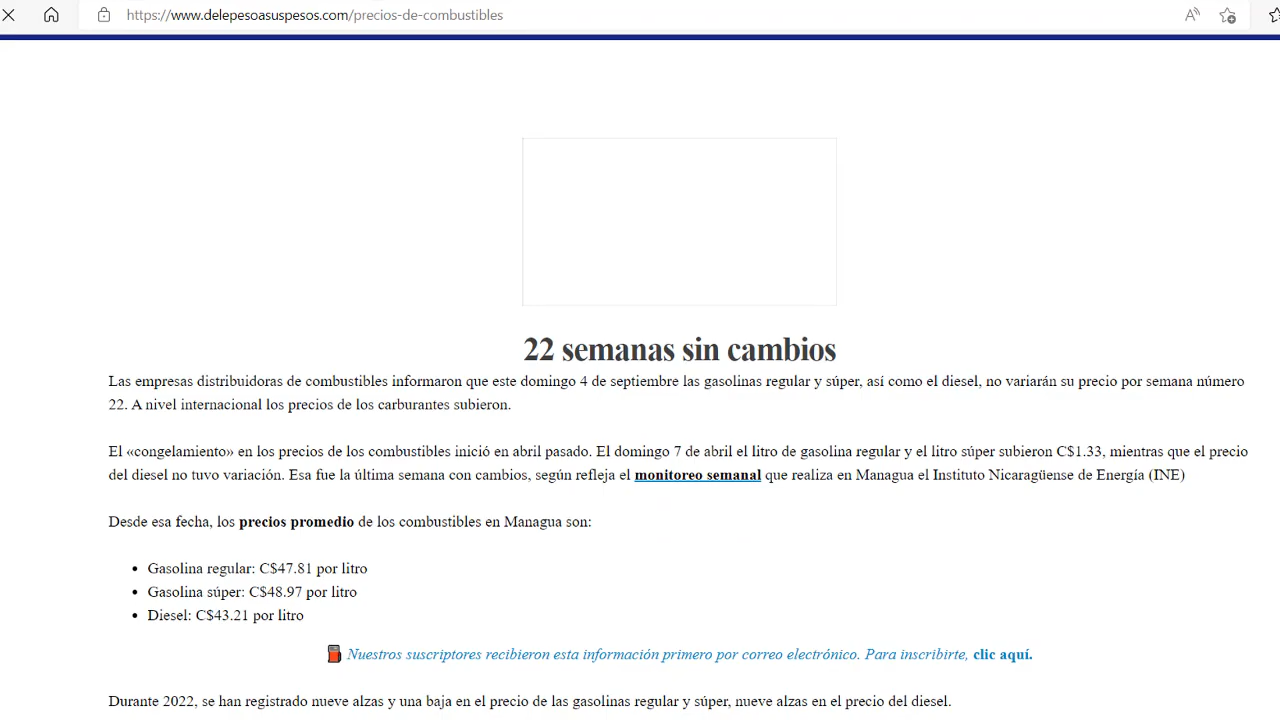 https://www.delepesoasuspesos.com/precios-de-combustibles
22 semanas sin cambios
Las empresas distribuidoras de combustibles informaron que este domingo 4 de septiembre las gasolinas regular y súper, así como el diesel, no variarán su precio por semana número
22. A nivel internacional los precios de los carburantes subieron.
El «congelamiento» en los precios de los combustibles inició en abril pasado. El domingo 7 de abril el litro de gasolina regular y el litro súper subieron C$1.33, mientras que el precio
del diesel no tuvo variación. Esa fue la última semana con cambios, según refleja el monitoreo semanal que realiza en Managua el Instituto Nicaragüense de Energía (INE)
Desde esa fecha, los precios promedio de los combustibles en Managua son:
• Gasolina regular: C$47.81 por litro
• Gasolina súper: C$48.97 por litro
• Diesel: C$43.21 por litro
Nuestros suscriptores recibieron esta información primero por correo electrónico. Para inscribirte, clic aquí.
Durante 2022, se han registrado nueve alzas y una baja en el precio de las gasolinas regular y súper, nueve alzas en el precio del diesel.